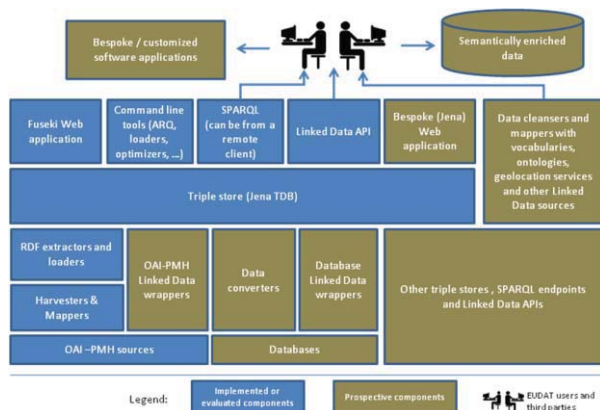 Bespoke / customized
software applications
Semantically enriched
data
Fuseki Web
application
Command line
tools (ARQ,
loaders,
optimizers, ...)
SPARQL
(can be from a
remote
client)
Linked Data API
Bespoke (Jena)
Web
application
Data cleansers and
mappers with
vocabularies,
ontologies,
geolocation services
and other Linked
Data sources
Triple store (Jena TDB)
RDF extractors and
loaders
Harvesters &
Mappers
OAI-PMH
Linked Data
wrappers
Data
converters
Database
Linked Data
wrappers
Other triple stores , SPARQL endpoints
and Linked Data APIs
OAI –PMH sources
Databases
Legend:
Implemented or
evaluated components
Prospective components
EUDAT users and
third parties